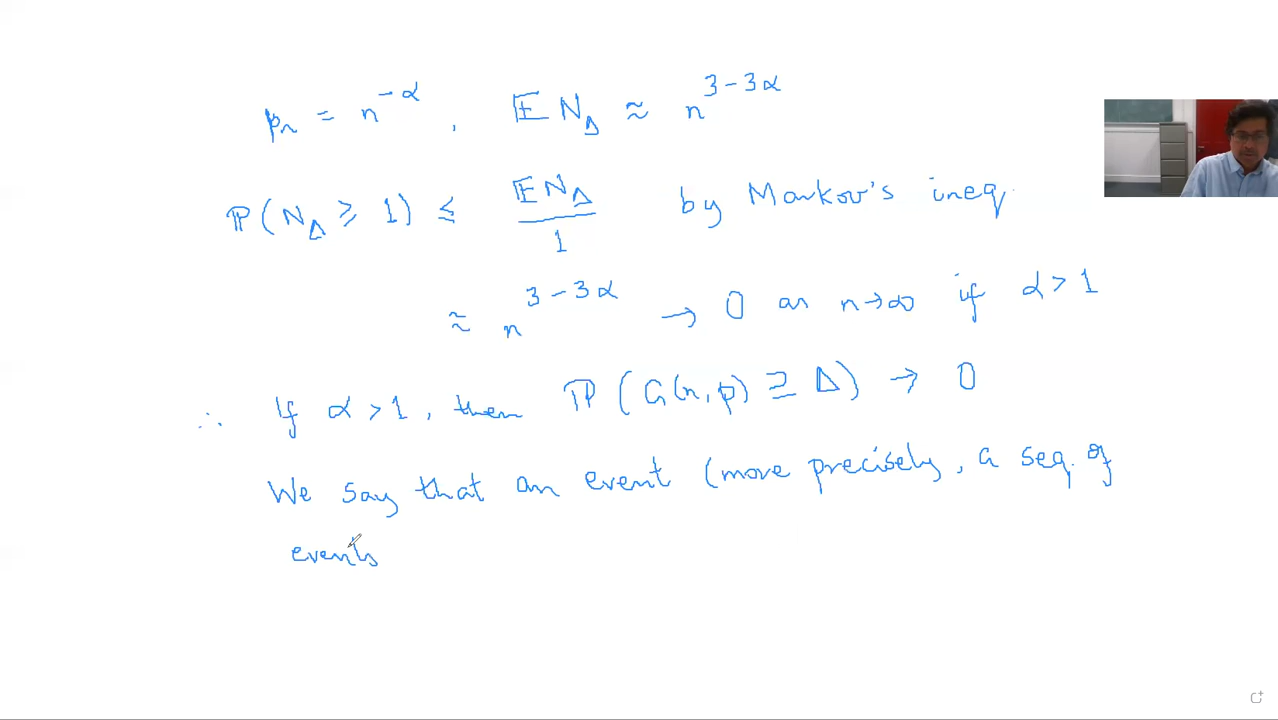 pₙ = n^{-α}, 𝔼 N_Δ ≈ n^{3-3α}
ℙ(N_Δ ≥ 1) ≤ 𝔼N_Δ / 1 by Markov's ineq.
≈ n^{3-3α} → 0 as n→∞ if α > 1
∴ If α > 1, then ℙ(G(n,p) ⊇ Δ) → 0
We say that an event (more precisely, a seq. of
events